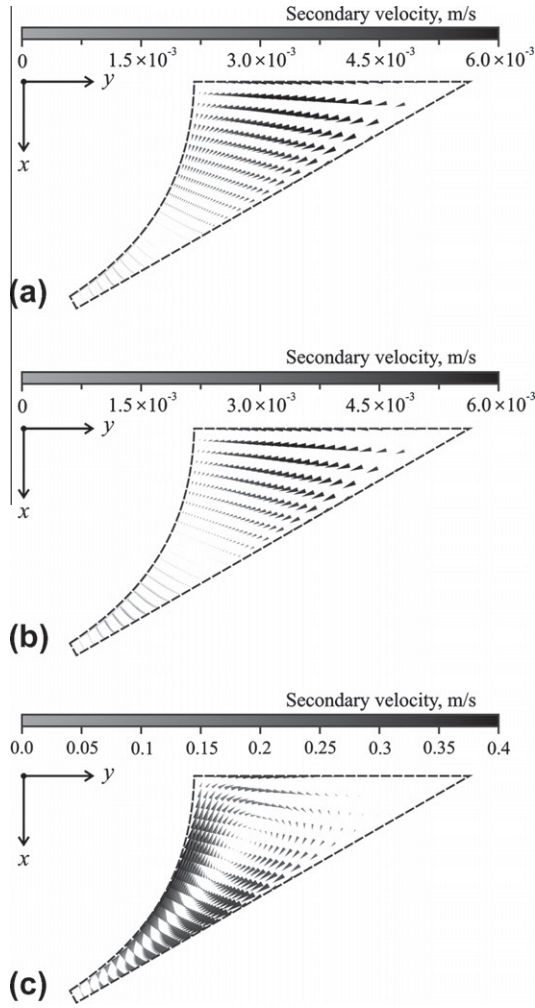 Secondary velocity, m/s
0 1.5×10⁻³ 3.0×10⁻³ 4.5×10⁻³ 6.0×10⁻³
y
x
(a)
Secondary velocity, m/s
0 1.5×10⁻³ 3.0×10⁻³ 4.5×10⁻³ 6.0×10⁻³
y
x
(b)
Secondary velocity, m/s
0.0 0.05 0.1 0.15 0.2 0.25 0.3 0.35 0.4
y
x
(c)